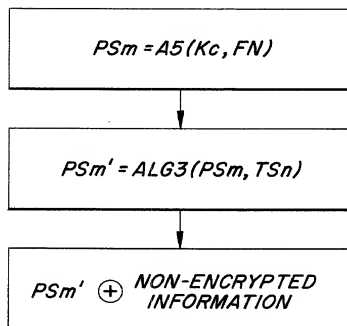 PSm = A5(Kc, FN)
PSm' = ALG3(PSm, TSn)
PSm' ⊕ NON-ENCRYPTED
INFORMATION